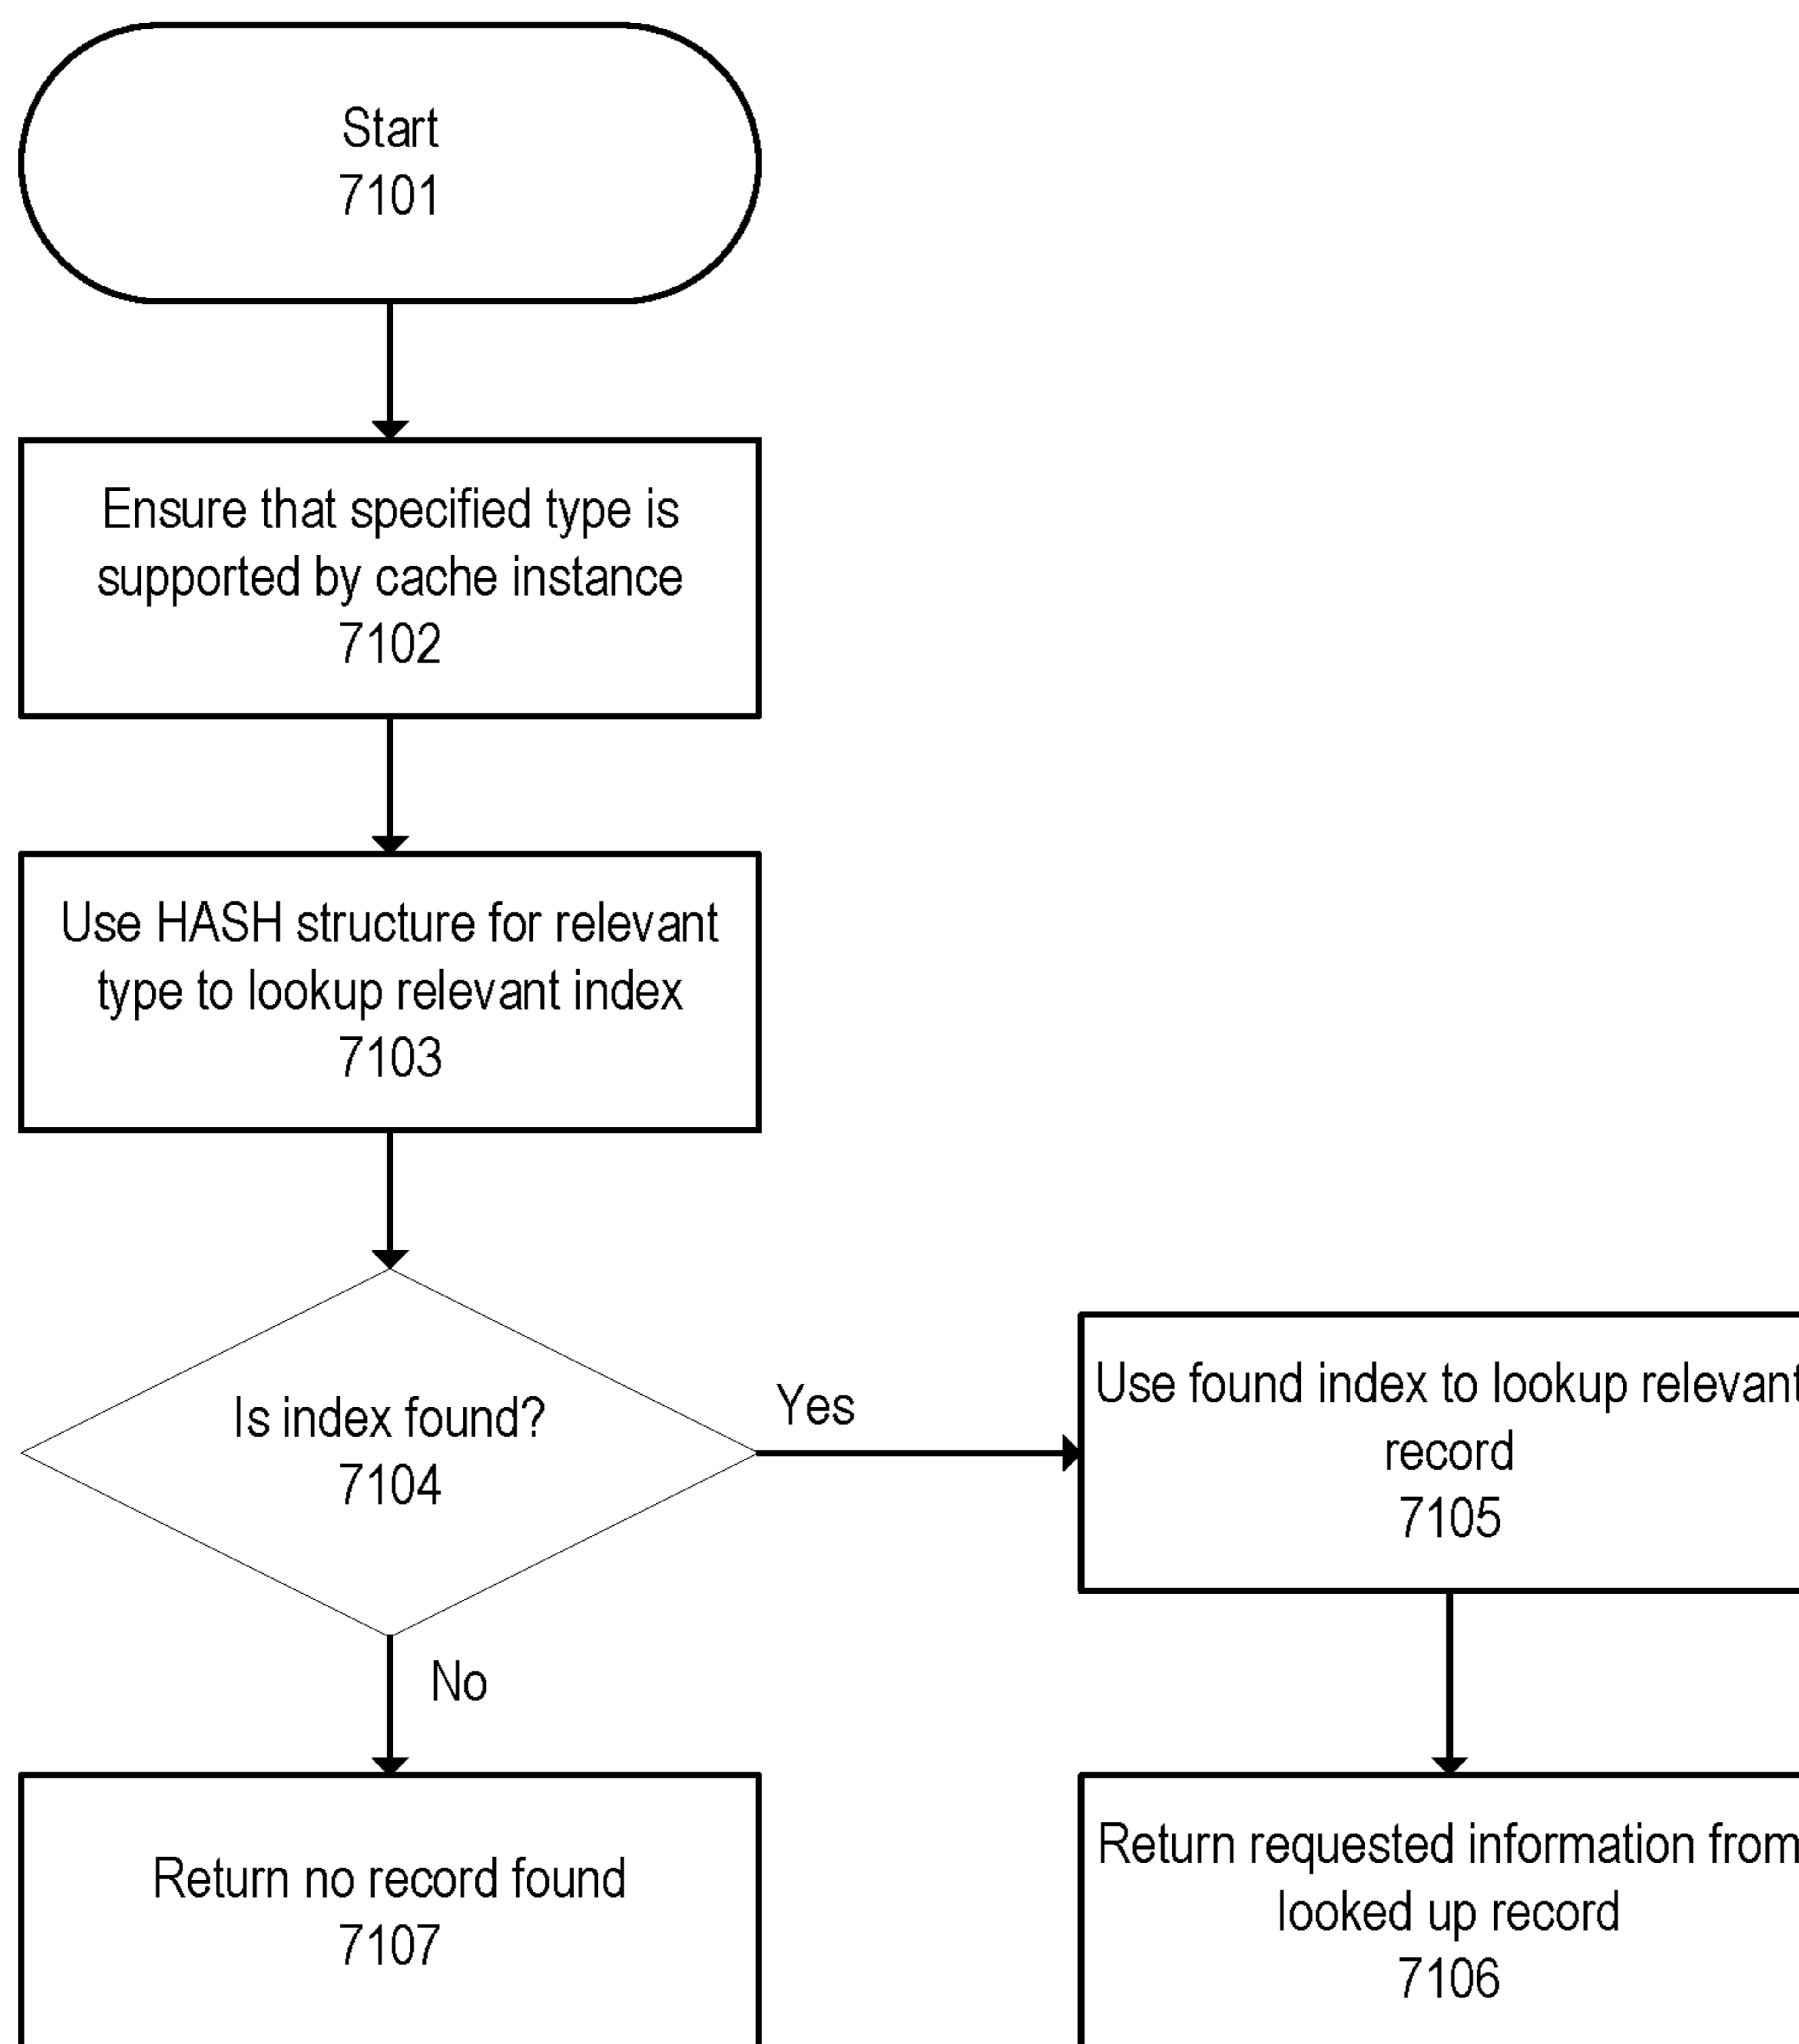 Start
7101
Ensure that specified type is
supported by cache instance
7102
Use HASH structure for relevant
type to lookup relevant index
7103
Is index found?
7104
Yes
Use found index to lookup relevant
record
7105
No
Return no record found
7107
Return requested information from
looked up record
7106